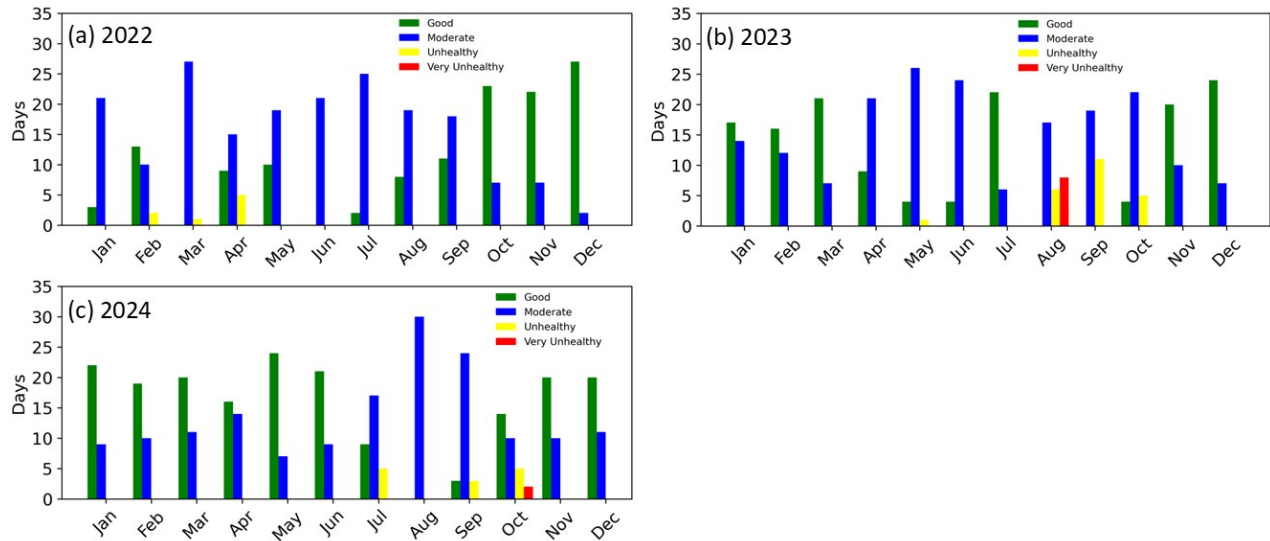 (a) 2022
Good
Moderate
Unhealthy
Very Unhealthy
Days
35
30
25
20
15
10
5
0
Jan Feb Mar Apr May Jun Jul Aug Sep Oct Nov Dec
(b) 2023
Good
Moderate
Unhealthy
Very Unhealthy
Days
35
30
25
20
15
10
5
0
Jan Feb Mar Apr May Jun Jul Aug Sep Oct Nov Dec
(c) 2024
Good
Moderate
Unhealthy
Very Unhealthy
Days
35
30
25
20
15
10
5
0
Jan Feb Mar Apr May Jun Jul Aug Sep Oct Nov Dec